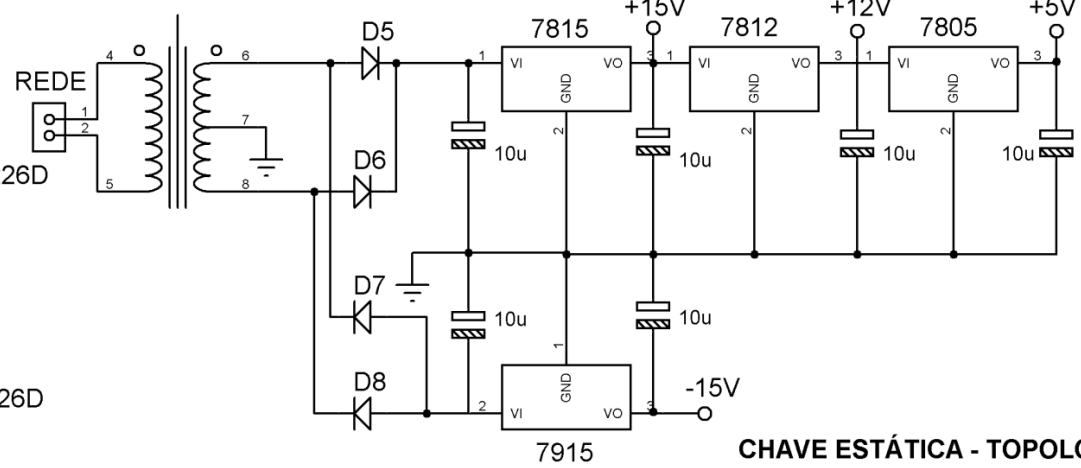 +15V
+12V
+5V
D5
7815
7812
7805
4
6
1
VI
VO
3
1
VI
VO
3
1
VI
VO
3
REDE
GND
GND
GND
1
2
7
2
2
2
10u
10u
10u
10u
26D
D6
5
8
D7
10u
10u
1
26D
D8
GND
-15V
2
VI
VO
3
7915
CHAVE ESTÁTICA - TOPOLO